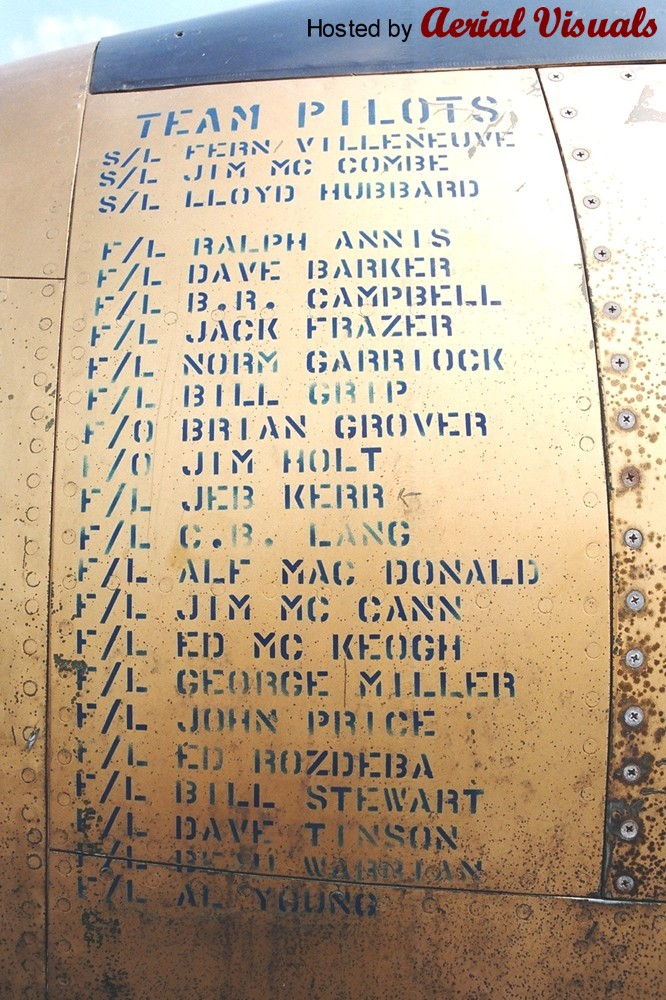 Hosted by Aerial Visuals
TEAM PILOTS
S/L FERN VILLENEUVE
S/L JIM MC COMBE
S/L LLOYD HUBBARD
F/L RALPH ANNIS
F/L DAVE BARKER
F/L B.R. CAMPBELL
F/L JACK FRAZER
F/L NORM GARRIOCK
F/L BILL GRIP
F/O BRIAN GROVER
F/O JIM HOLT
F/L JEB KERR
F/L C.B. LANG
F/L ALF MAC DONALD
F/L JIM MC CANN
F/L ED MC KEOGH
F/L GEORGE MILLER
F/L JOHN PRICE
F/L ED ROZDEBA
F/L BILL STEWART
F/L DAVE TINSON
F/L WARRIAN
F/L AL YOUNG